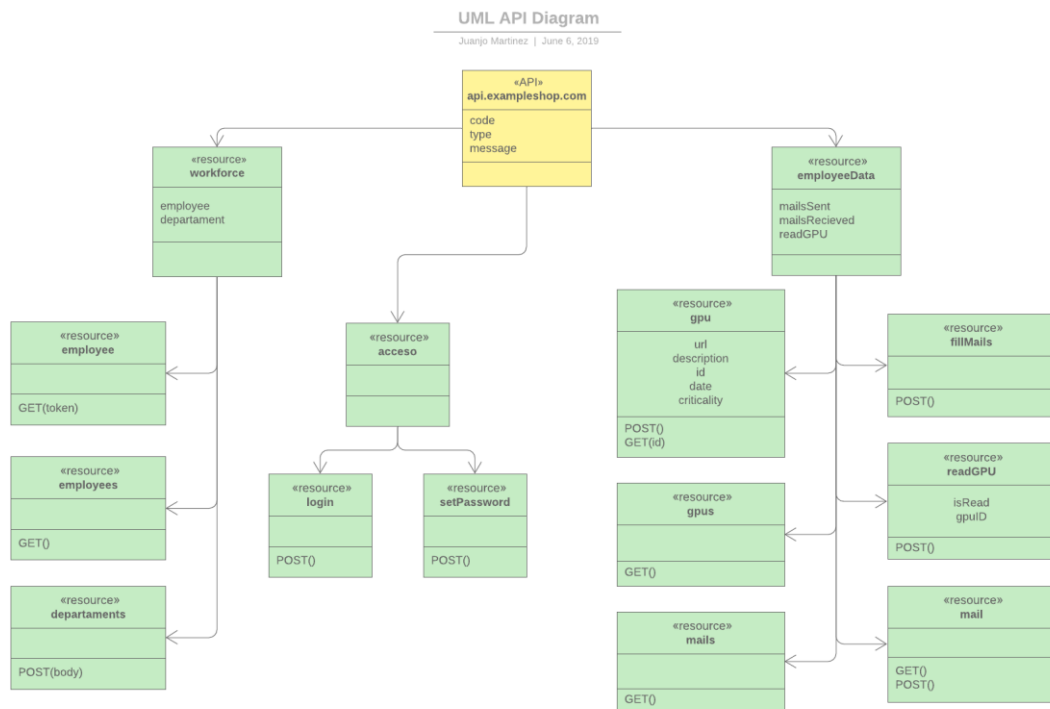 UML API Diagram
Juanjo Martinez | June 6, 2019
«API»
api.exampleshop.com
code
type
message
«resource»
workforce
employee
departament
«resource»
employeeData
mailsSent
mailsRecieved
readGPU
«resource»
employee
GET(token)
«resource»
employees
GET()
«resource»
departaments
POST(body)
«resource»
acceso
«resource»
login
POST()
«resource»
setPassword
POST()
«resource»
gpu
url
description
id
date
criticality
POST()
GET(id)
«resource»
gpus
GET()
«resource»
mails
GET()
«resource»
fillMails
POST()
«resource»
readGPU
isRead
gpuID
POST()
«resource»
mail
GET()
POST()